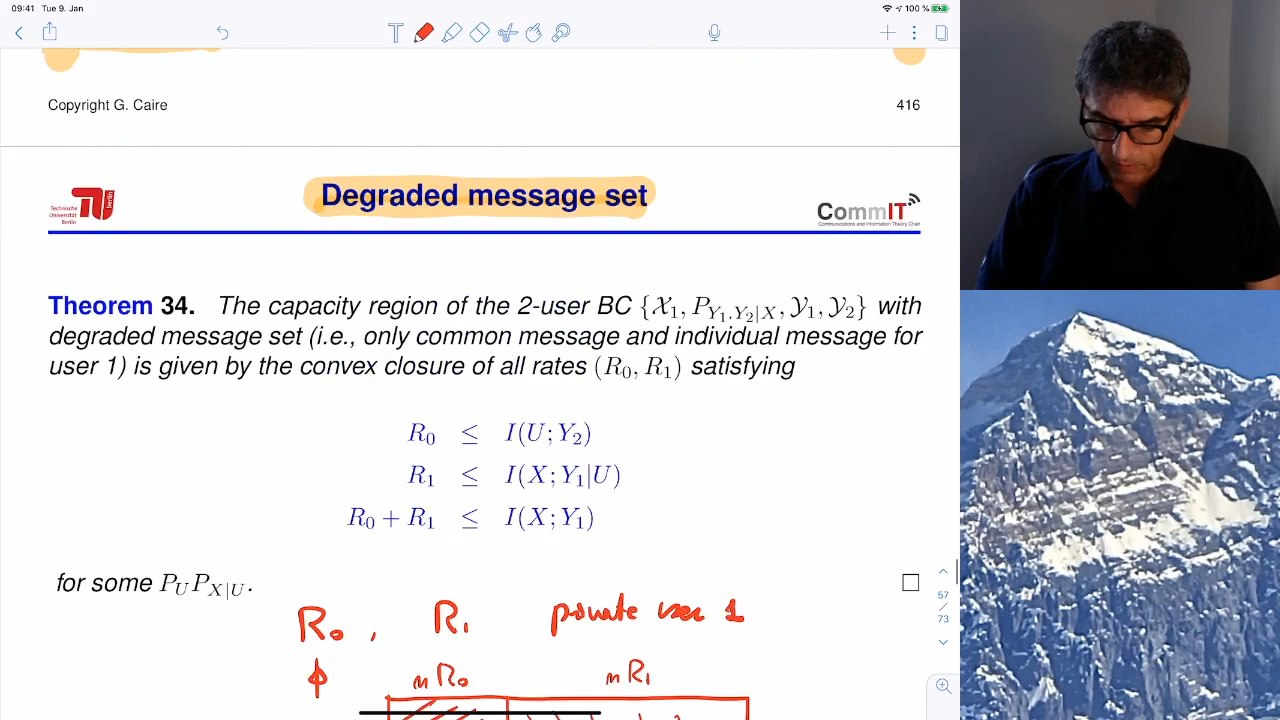 09:41 Tue 9. Jan
100 %
Copyright G. Caire
416
Technische
Universität
Berlin
berlin
Degraded message set
CommIT
Communications and Information Theory Chair
Theorem 34. The capacity region of the 2-user BC {𝒳₁, P_{Y₁.Y₂|X}, 𝒴₁, 𝒴₂} with
degraded message set (i.e., only common message and individual message for
user 1) is given by the convex closure of all rates (R₀, R₁) satisfying
R₀ ≤ I(U; Y₂)
R₁ ≤ I(X; Y₁|U)
R₀ + R₁ ≤ I(X; Y₁)
for some P_U P_{X|U}. □
R₀ , R₁ private user 1
nR₀ nR₁
57
/
73